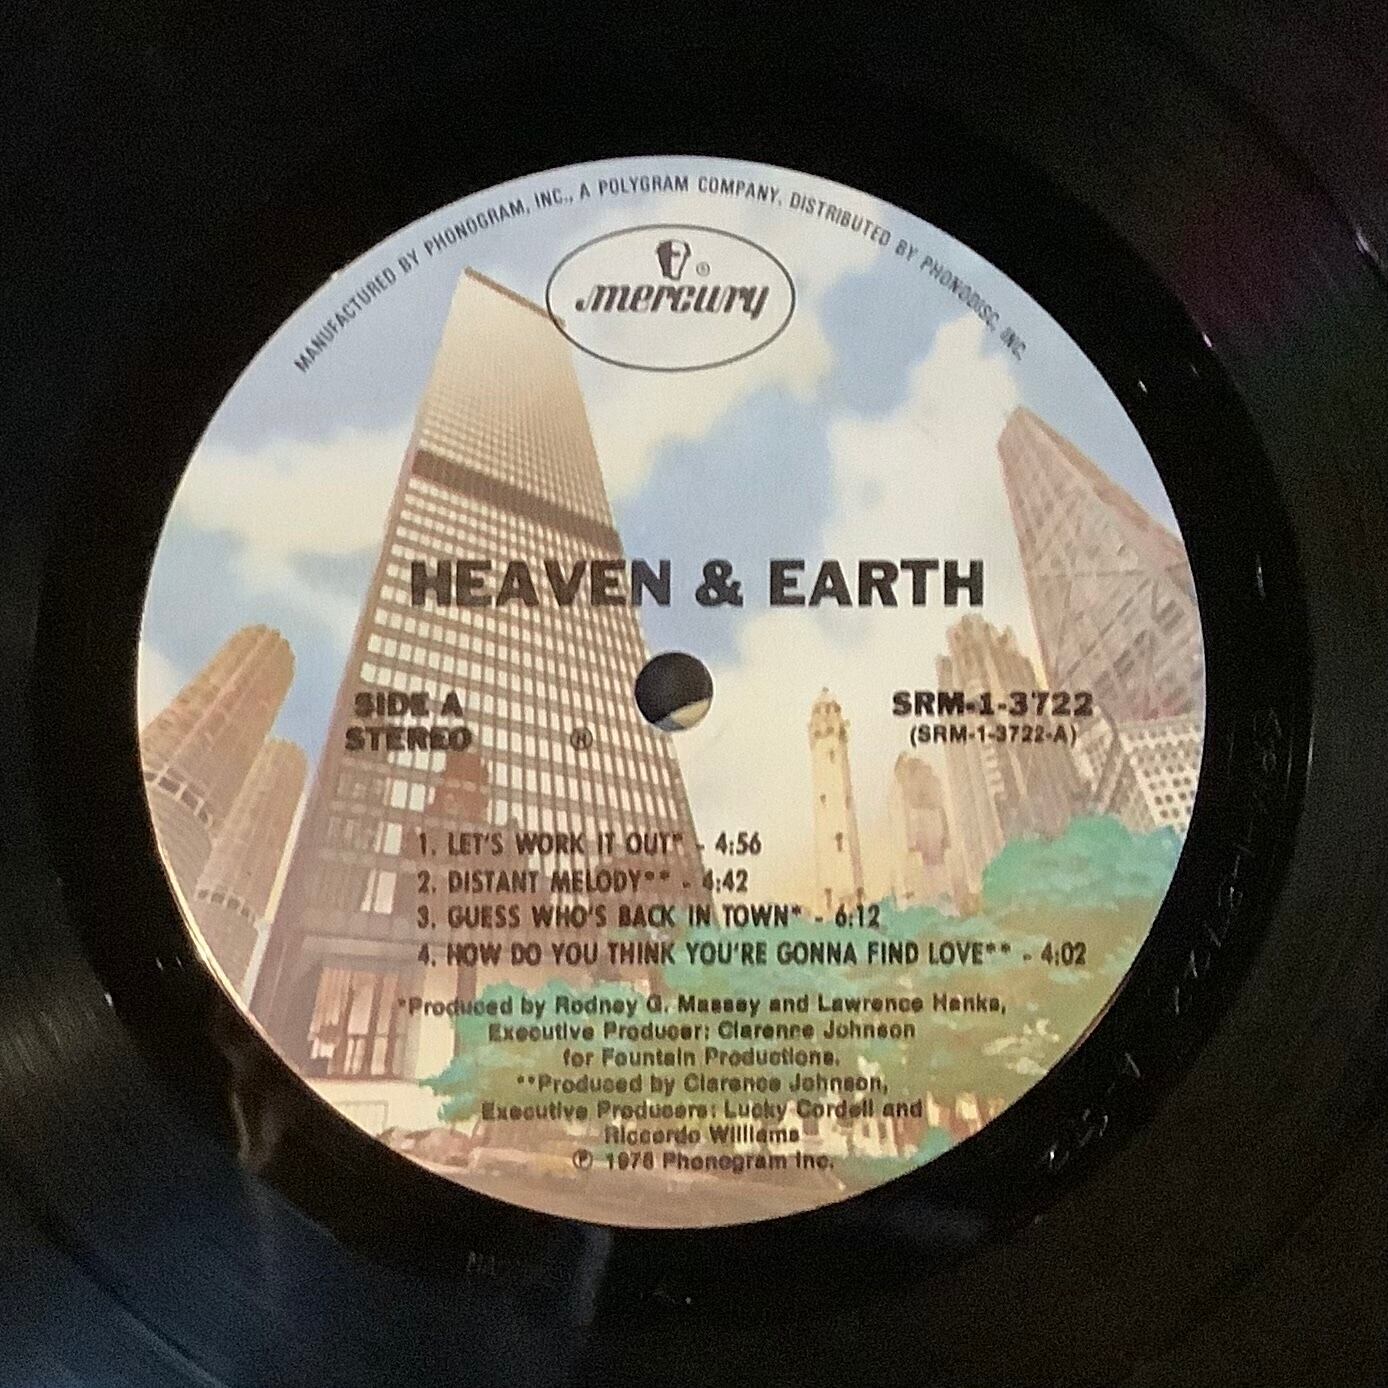 MANUFACTURED BY PHONOGRAM, INC., A POLYGRAM COMPANY. DISTRIBUTED BY PHONODISC, INC.
mercury
HEAVEN & EARTH
SIDE A
STEREO
SRM-1-3722
(SRM-1-3722-A)
1. LET'S WORK IT OUT* - 4:56
2. DISTANT MELODY** - 4:42
3. GUESS WHO'S BACK IN TOWN* - 6:12
4. HOW DO YOU THINK YOU'RE GONNA FIND LOVE** - 4:02
*Produced by Rodney G. Massey and Lawrence Hanks,
Executive Producer: Clarence Johnson
for Fountain Productions.
**Produced by Clarence Johnson,
Executive Producers: Lucky Cordell and
Riccardo Williams
℗ 1978 Phonogram Inc.